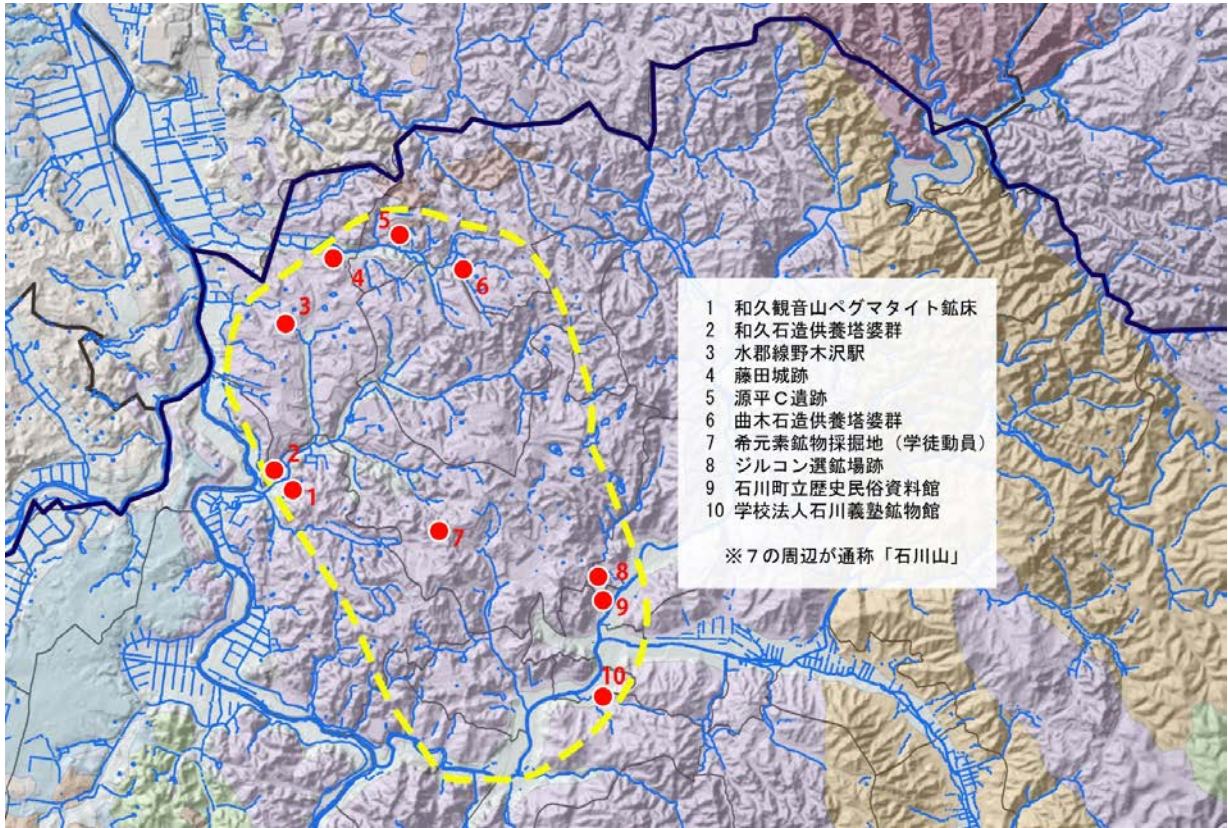 5
4
6
3
2
1
7
8
9
10
1 和久観音山ペグマタイト鉱床
2 和久石造供養塔婆群
3 水郡線野木沢駅
4 藤田城跡
5 源平C遺跡
6 曲木石造供養塔婆群
7 希元素鉱物採掘地（学徒動員）
8 ジルコン選鉱場跡
9 石川町立歴史民俗資料館
10 学校法人石川義塾鉱物館
※７の周辺が通称「石川山」